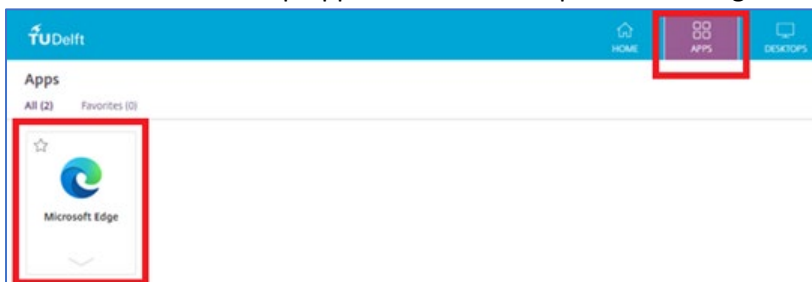 TUDelft
HOME
APPS
DESKTOPS
Apps
All (2) Favorites (0)
Microsoft Edge